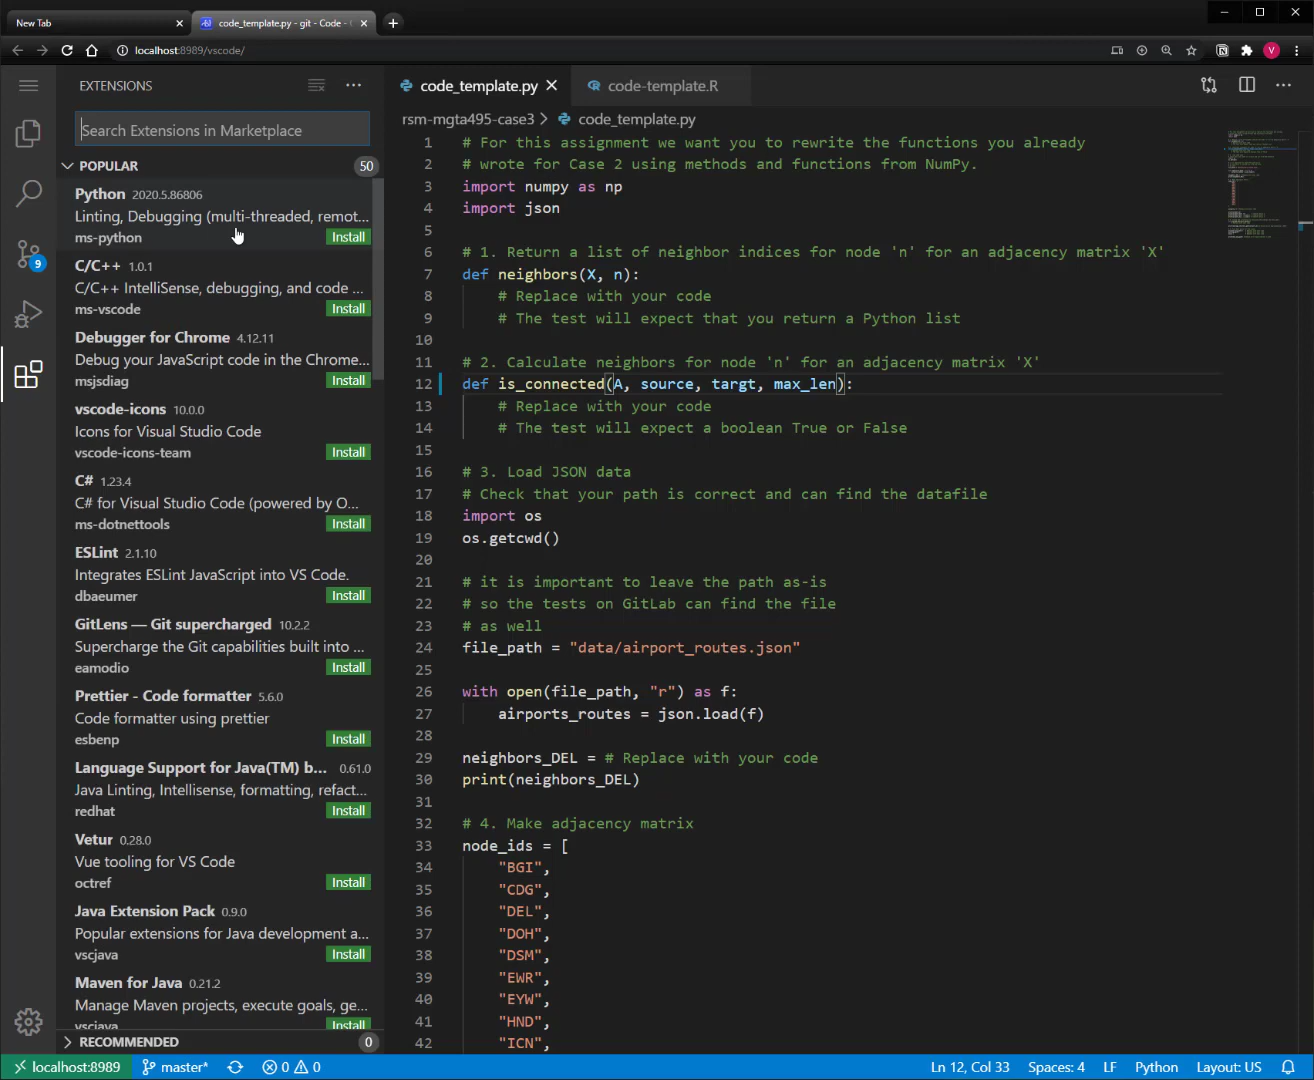 New Tab
code_template.py - git - Code -
localhost:8989/vscode/
V
EXTENSIONS
code_template.py
code-template.R
Search Extensions in Marketplace
rsm-mgta495-case3 > code_template.py
POPULAR 50
Python 2020.5.86806
Linting, Debugging (multi-threaded, remot...
ms-python Install
C/C++ 1.0.1
C/C++ IntelliSense, debugging, and code ...
ms-vscode Install
Debugger for Chrome 4.12.11
Debug your JavaScript code in the Chrome...
msjsdiag Install
vscode-icons 10.0.0
Icons for Visual Studio Code
vscode-icons-team Install
C# 1.23.4
C# for Visual Studio Code (powered by O...
ms-dotnettools Install
ESLint 2.1.10
Integrates ESLint JavaScript into VS Code.
dbaeumer Install
GitLens — Git supercharged 10.2.2
Supercharge the Git capabilities built into ...
eamodio Install
Prettier - Code formatter 5.6.0
Code formatter using prettier
esbenp Install
Language Support for Java(TM) b... 0.61.0
Java Linting, Intellisense, formatting, refact...
redhat Install
Vetur 0.28.0
Vue tooling for VS Code
octref Install
Java Extension Pack 0.9.0
Popular extensions for Java development a...
vscjava Install
Maven for Java 0.21.2
Manage Maven projects, execute goals, ge...
vscjava Install
RECOMMENDED 0
9
1 # For this assignment we want you to rewrite the functions you already
2 # wrote for Case 2 using methods and functions from NumPy.
3 import numpy as np
4 import json
5
6 # 1. Return a list of neighbor indices for node 'n' for an adjacency matrix 'X'
7 def neighbors(X, n):
8 # Replace with your code
9 # The test will expect that you return a Python list
10
11 # 2. Calculate neighbors for node 'n' for an adjacency matrix 'X'
12 def is_connected(A, source, targt, max_len):
13 # Replace with your code
14 # The test will expect a boolean True or False
15
16 # 3. Load JSON data
17 # Check that your path is correct and can find the datafile
18 import os
19 os.getcwd()
20
21 # it is important to leave the path as-is
22 # so the tests on GitLab can find the file
23 # as well
24 file_path = "data/airport_routes.json"
25
26 with open(file_path, "r") as f:
27 airports_routes = json.load(f)
28
29 neighbors_DEL = # Replace with your code
30 print(neighbors_DEL)
31
32 # 4. Make adjacency matrix
33 node_ids = [
34 "BGI",
35 "CDG",
36 "DEL",
37 "DOH",
38 "DSM",
39 "EWR",
40 "EYW",
41 "HND",
42 "ICN",
localhost:8989 master* 0 0 Ln 12, Col 33 Spaces: 4 LF Python Layout: US